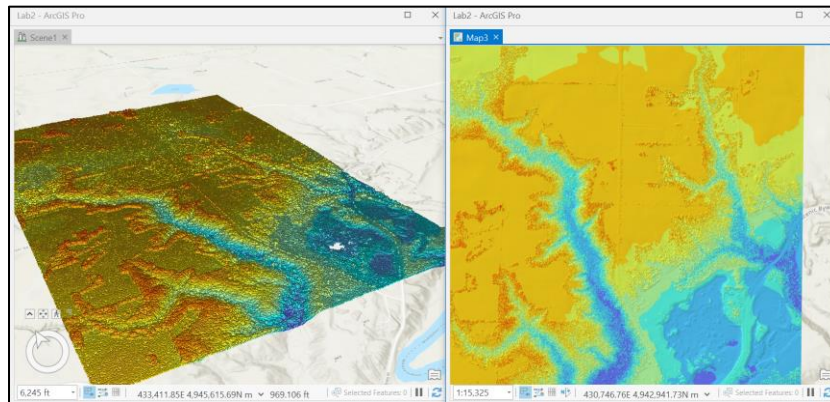 Lab2 - ArcGIS Pro
Scene1
6,245 ft
433,411.85E 4,945,615.69N m
969.106 ft
Selected Features: 0
Lab2 - ArcGIS Pro
Map3
1:15,325
430,746.76E 4,942,941.73N m
Selected Features: 0